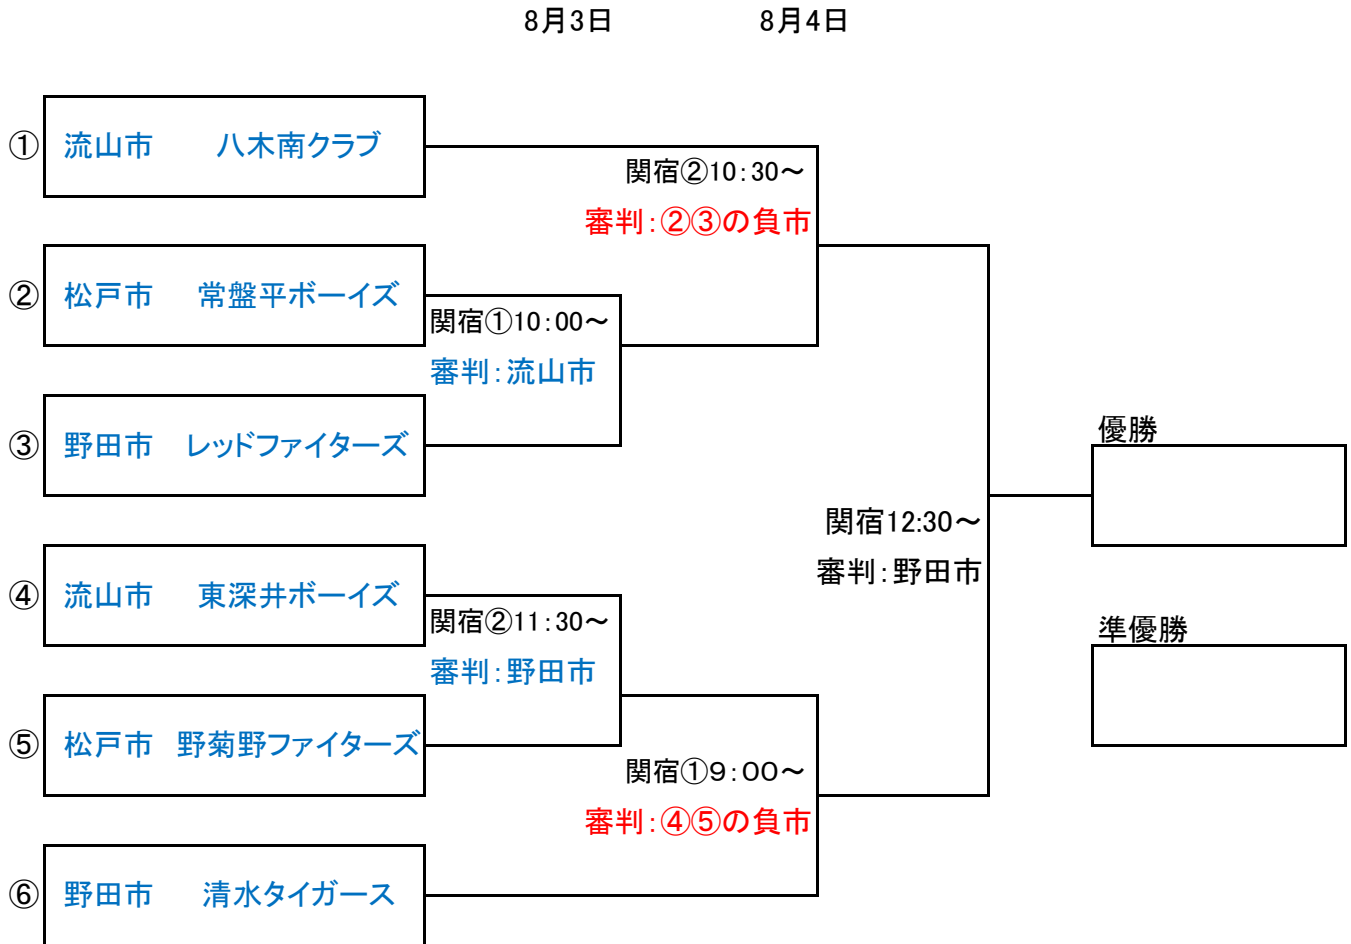 8月3日 8月4日
① 流山市 八木南クラブ
関宿②10:30～
審判:②③の負市
② 松戸市 常盤平ボーイズ
関宿①10:00～
審判:流山市
③ 野田市 レッドファイターズ
優勝
関宿12:30～
審判:野田市
④ 流山市 東深井ボーイズ
関宿②11:30～
準優勝
審判:野田市
⑤ 松戸市 野菊野ファイターズ
関宿①9:00～
審判:④⑤の負市
⑥ 野田市 清水タイガース